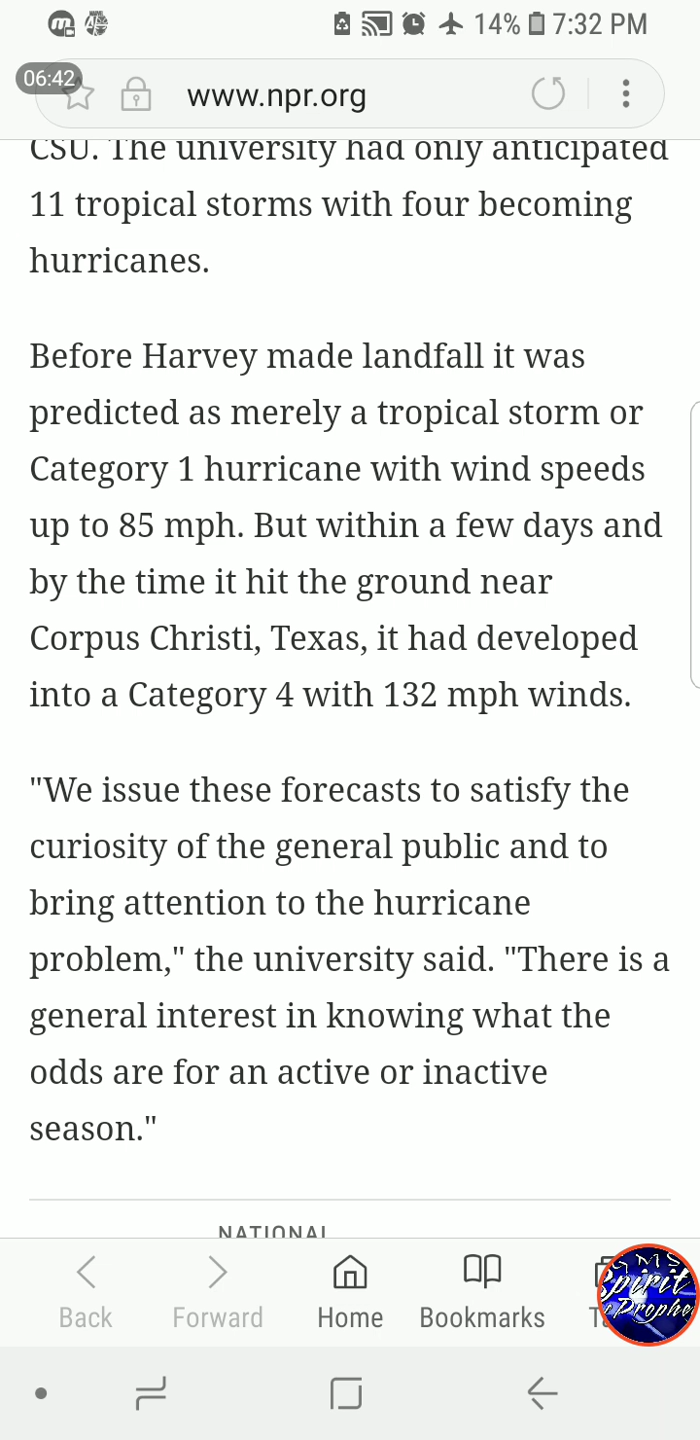 14% 7:32 PM
06:42
www.npr.org
CSU. The university had only anticipated
11 tropical storms with four becoming
hurricanes.
Before Harvey made landfall it was
predicted as merely a tropical storm or
Category 1 hurricane with wind speeds
up to 85 mph. But within a few days and
by the time it hit the ground near
Corpus Christi, Texas, it had developed
into a Category 4 with 132 mph winds.
"We issue these forecasts to satisfy the
curiosity of the general public and to
bring attention to the hurricane
problem," the university said. "There is a
general interest in knowing what the
odds are for an active or inactive
season."
NATIONAL
Back Forward Home Bookmarks
GMS
Spirit